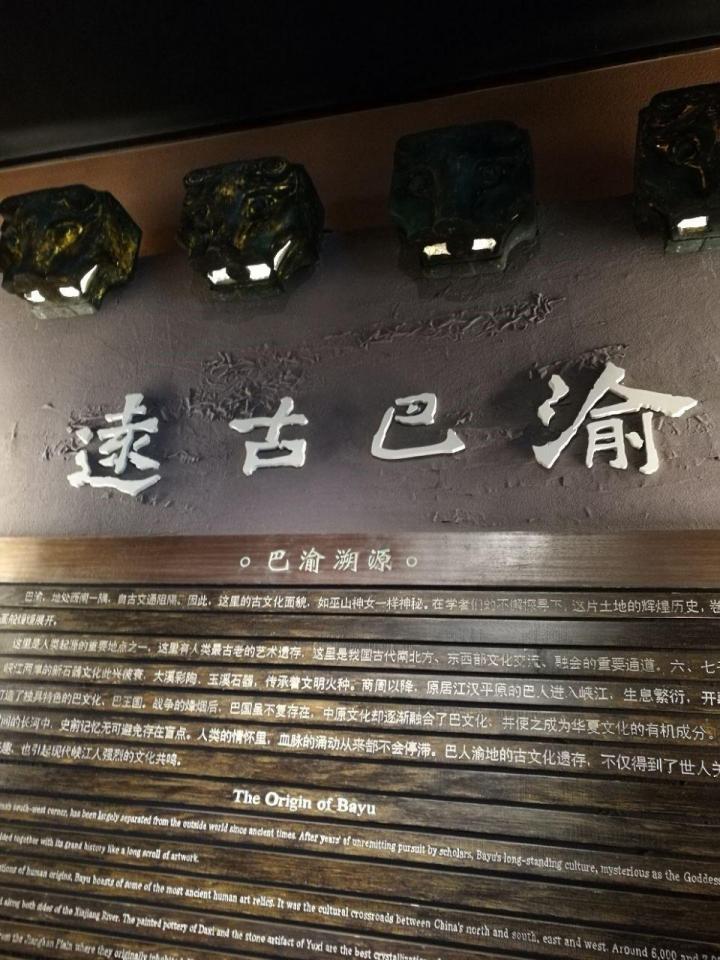 逺古巴渝
巴渝溯源
巴渝，地处西南一隅，自古交通阻隔。因此，这里的古文化面貌，如巫山神女一样神秘。在学者们的不懈探寻下，这片土地的辉煌历史，卷
画般缓缓展开。
这里是人类起源的重要地点之一，这里有人类最古老的艺术遗存，这里是我国古代南北方、东西部文化交流、融会的重要通道。六、七
峡江两岸的新石器文化此兴彼衰，大溪彩陶、玉溪石器，传承着文明火种。商周以降，原居江汉平原的巴人进入峡江，生息繁衍，开
造了独具特色的巴文化、巴王国。战争的烽烟后，巴国虽不复存在，中原文化却逐渐融合了巴文化，并使之成为华夏文化的有机成分。
的长河中，史前记忆无可避免存在盲点。人类的情怀里，血脉的涌动从来都不会停滞。巴人渝地的古文化遗存，不仅得到了世人
也引起现代峡江人强烈的文化共鸣。
The Origin of Bayu
south-west corner, has been largely separated from the outside world since ancient times. After years' of unremitting pursuit by scholars, Bayu's long-standing culture, mysterious as the Goddess
together with its grand history like a long scroll of artwork.
of human origins, Bayu boasts of some of the most ancient human art relics. It was the cultural crossroads between China's north and south, east and west. Around 6,000 and
along both sides of the Xiajiang River. The painted pottery of Daxi and the stone artifact of Yuxi are the best
from the Jianghan Plain where they originally